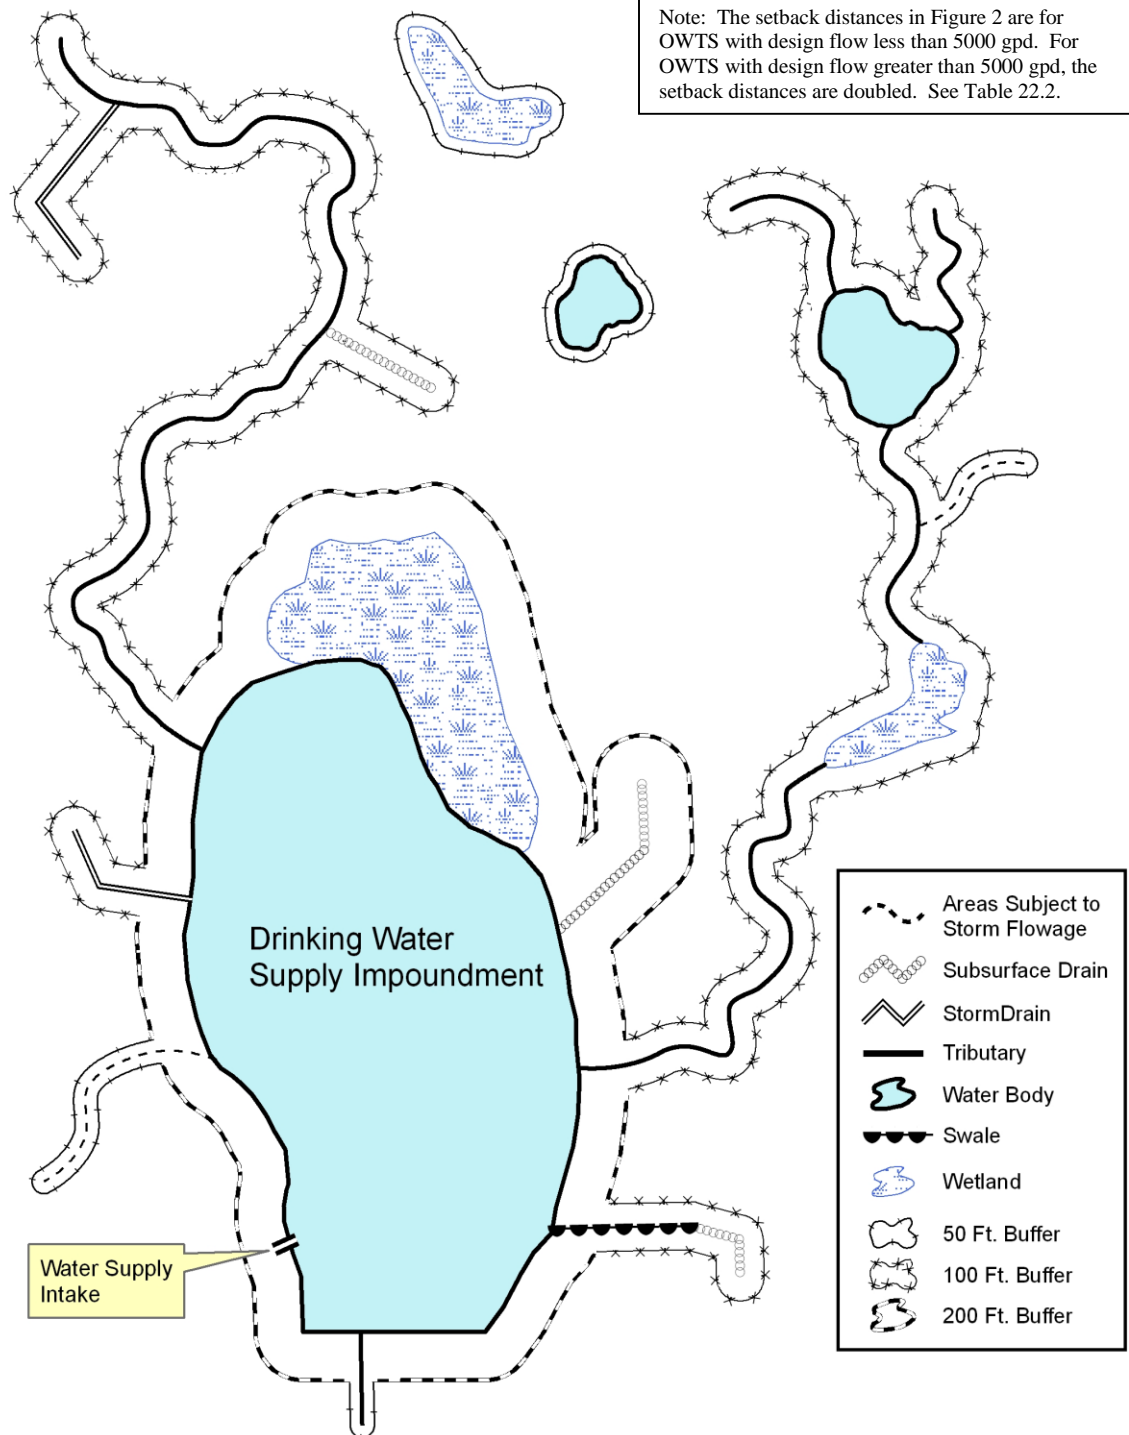 Note: The setback distances in Figure 2 are for
OWTS with design flow less than 5000 gpd. For
OWTS with design flow greater than 5000 gpd, the
setback distances are doubled. See Table 22.2.
Drinking Water
Supply Impoundment
Water Supply
Intake
Areas Subject to
Storm Flowage
Subsurface Drain
StormDrain
Tributary
Water Body
Swale
Wetland
50 Ft. Buffer
100 Ft. Buffer
200 Ft. Buffer